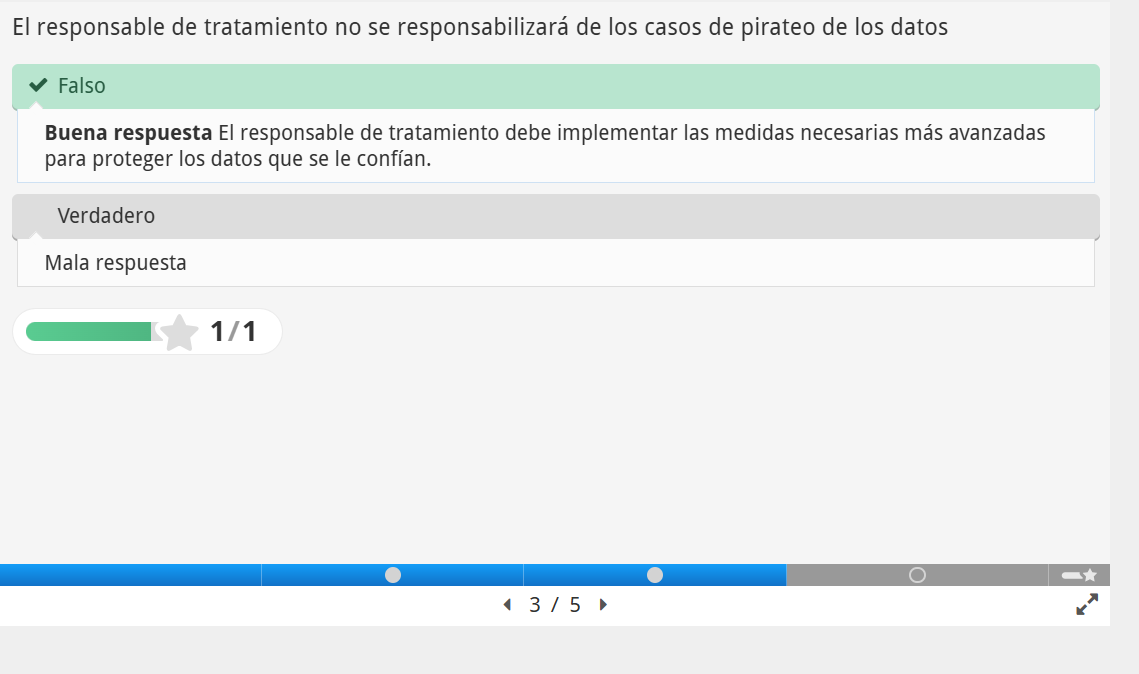 El responsable de tratamiento no se responsabilizará de los casos de pirateo de los datos
Falso
Buena respuesta El responsable de tratamiento debe implementar las medidas necesarias más avanzadas
para proteger los datos que se le confían.
Verdadero
Mala respuesta
1/1
3 / 5